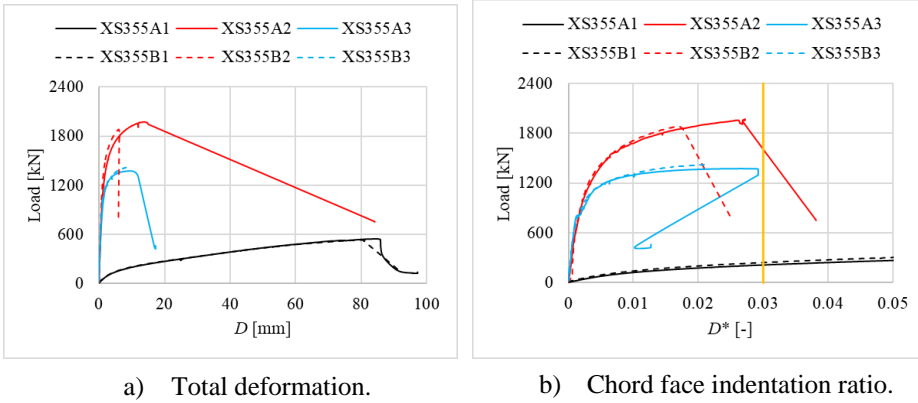 XS355A1 XS355A2 XS355A3
XS355B1 XS355B2 XS355B3
2400
1800
1200
600
0
Load [kN]
0 20 40 60 80 100
D [mm]
a) Total deformation.
XS355A1 XS355A2 XS355A3
XS355B1 XS355B2 XS355B3
2400
1800
1200
600
0
Load [kN]
0 0.01 0.02 0.03 0.04 0.05
D* [-]
b) Chord face indentation ratio.